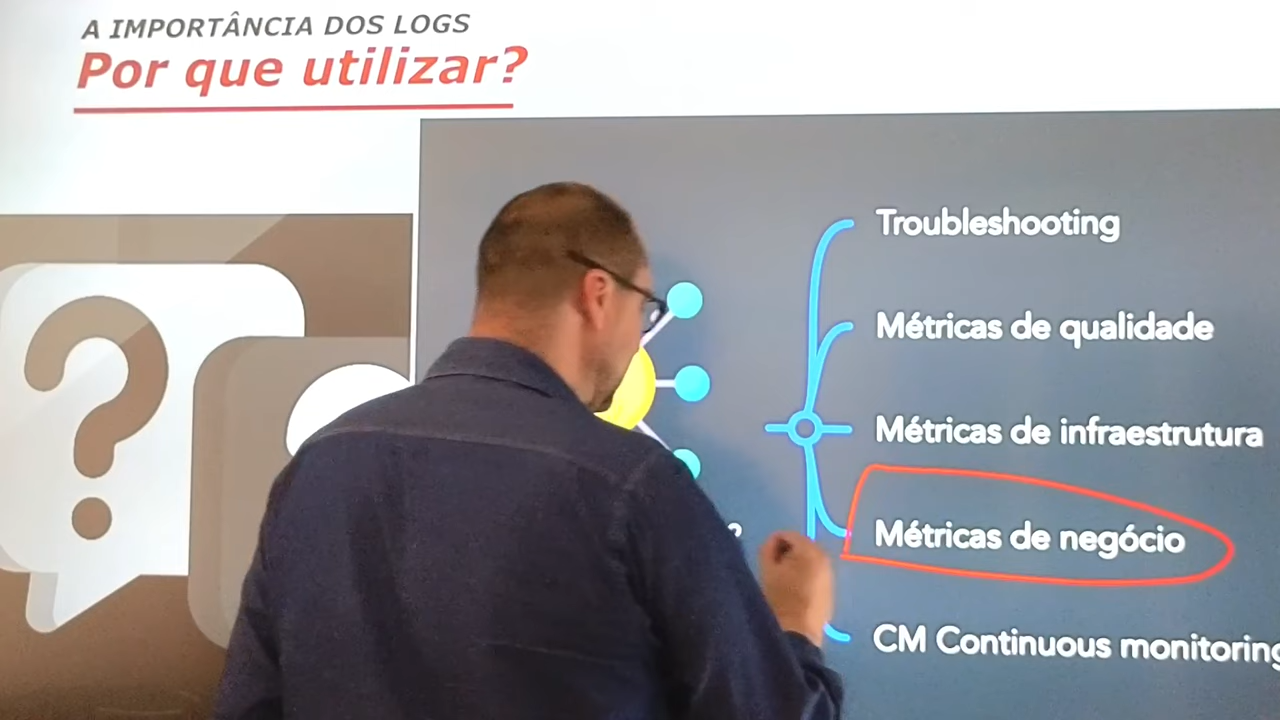 A IMPORTÂNCIA DOS LOGS
Por que utilizar?
Troubleshooting
Métricas de qualidade
Métricas de infraestrutura
Métricas de negócio
CM Continuous monitoring
?